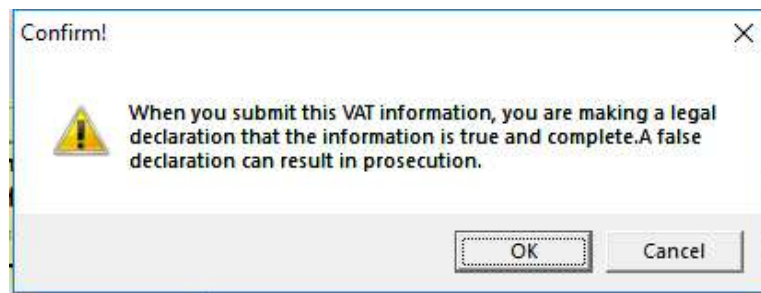 Confirm!
When you submit this VAT information, you are making a legal
declaration that the information is true and complete.A false
declaration can result in prosecution.
OK
Cancel